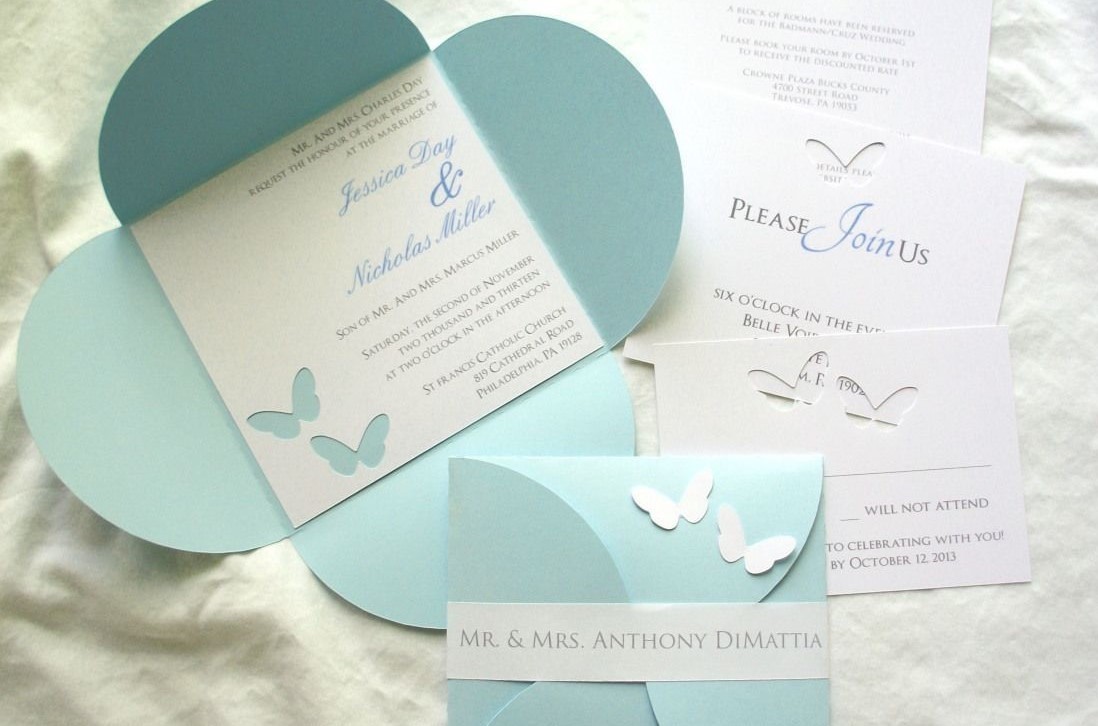 Mr. And Mrs. Charles Day
request the honour of your presence
at the marriage of
Jessica Day
&
Nicholas Miller
Son of Mr. And Mrs. Marcus Miller
Saturday, the second of November
two thousand and thirteen
at two o'clock in the afternoon
St Francis Catholic Church
819 Cathedral Road
Philadelphia, PA 19128
A block of rooms have been reserved
for the Badmann/Cruz Wedding
Please book your room by October 1st
to receive the discounted rate
Crowne Plaza Bucks County
4700 Street Road
Trevose, PA 19053
Please Join Us
six o'clock in the eve
Belle Voi
190
will not attend
to celebrating with you!
by October 12, 2013
Mr. & Mrs. Anthony DiMattia